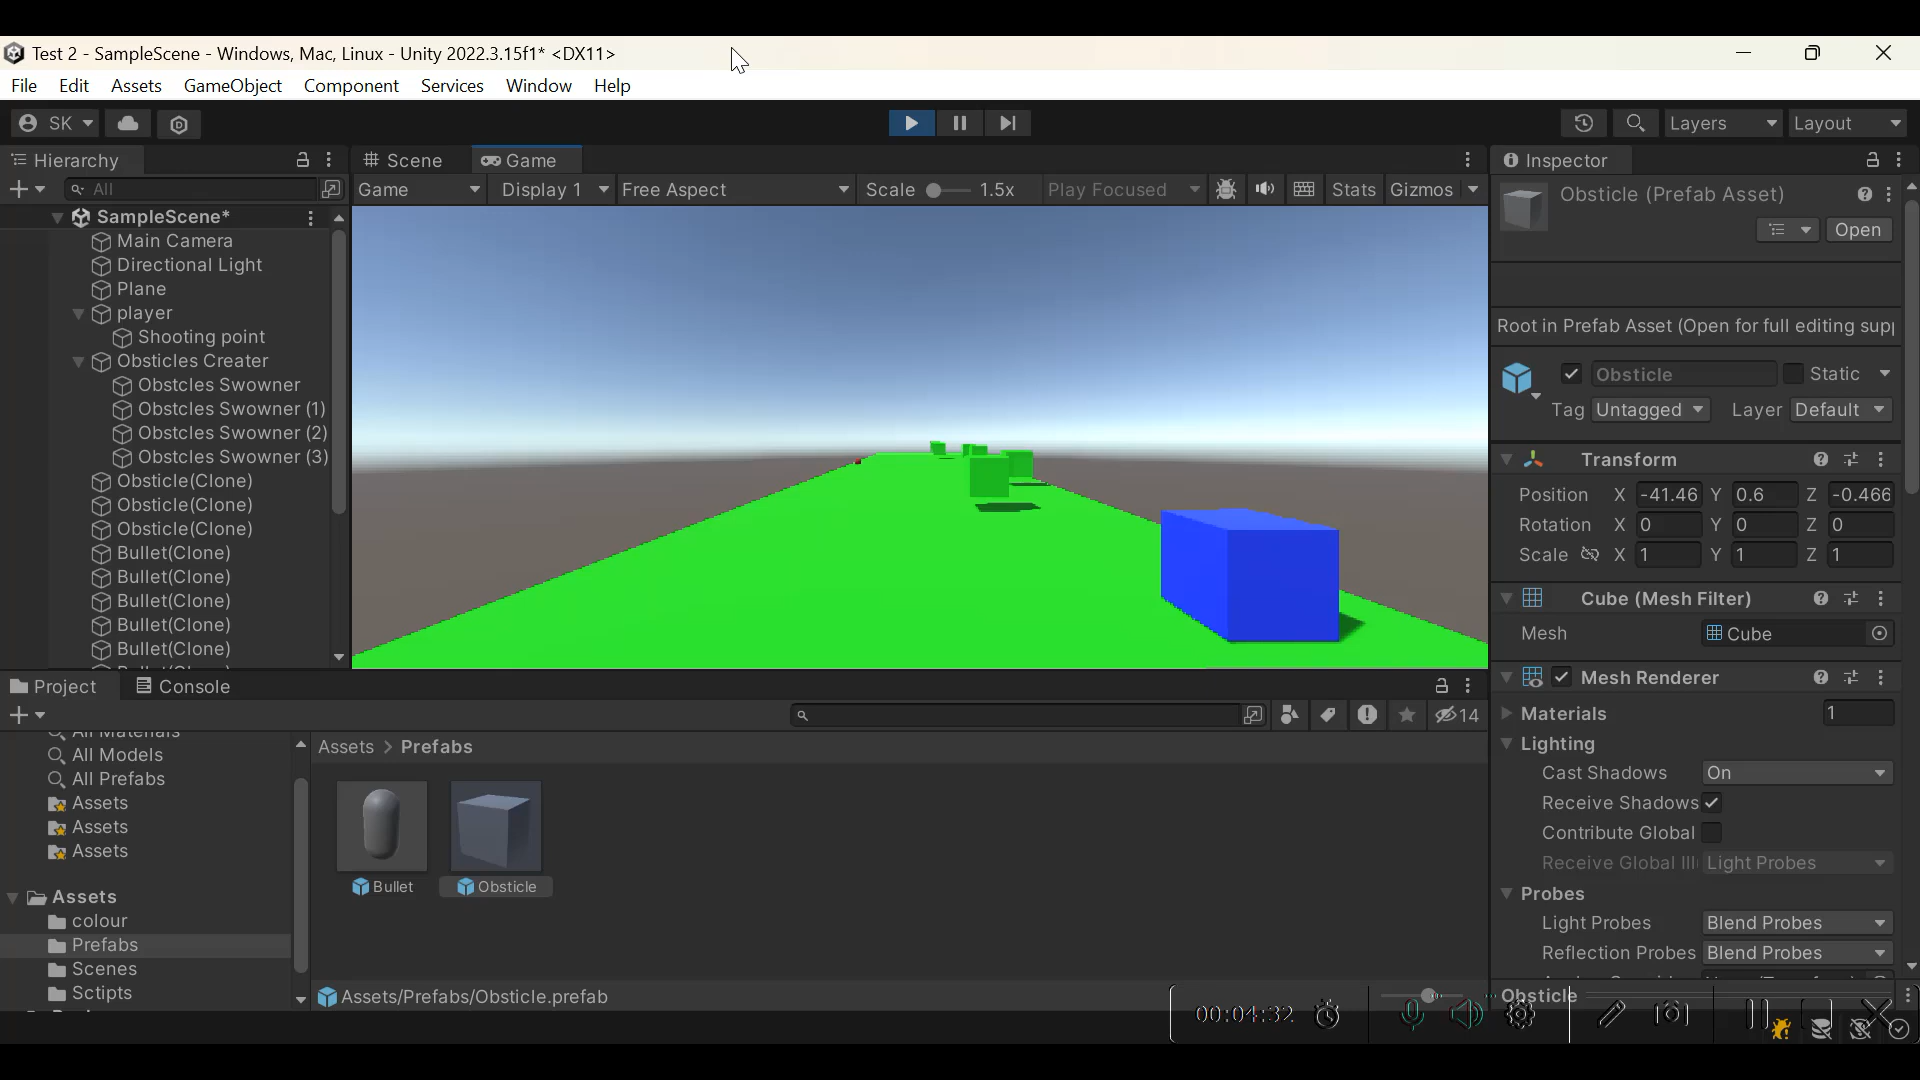 Test 2 - SampleScene - Windows, Mac, Linux - Unity 2022.3.15f1* <DX11>
File Edit Assets GameObject Component Services Window Help
SK
Layers
Layout
Hierarchy
Scene
Game
Inspector
All
Game
Display 1
Free Aspect
Scale 1.5x
Play Focused
Stats
Gizmos
Obsticle (Prefab Asset)
Open
SampleScene*
Main Camera
Directional Light
Plane
player
Shooting point
Obsticles Creater
Obstcles Swowner
Obstcles Swowner (1)
Obstcles Swowner (2)
Obstcles Swowner (3)
Obsticle(Clone)
Obsticle(Clone)
Obsticle(Clone)
Bullet(Clone)
Bullet(Clone)
Bullet(Clone)
Bullet(Clone)
Bullet(Clone)
Root in Prefab Asset (Open for full editing supp
Obsticle
Static
Tag Untagged Layer Default
Transform
Position X -41.46 Y 0.6 Z -0.466
Rotation X 0 Y 0 Z 0
Scale X 1 Y 1 Z 1
Cube (Mesh Filter)
Mesh Cube
Mesh Renderer
Materials 1
Lighting
Cast Shadows On
Receive Shadows
Contribute Global
Receive Global Ill Light Probes
Probes
Light Probes Blend Probes
Reflection Probes Blend Probes
Obsticle
Project
Console
14
All Materials
All Models
All Prefabs
Assets
Assets
Assets
Assets
colour
Prefabs
Scenes
Sctipts
Assets > Prefabs
Bullet
Obsticle
Assets/Prefabs/Obsticle.prefab
00:04:32